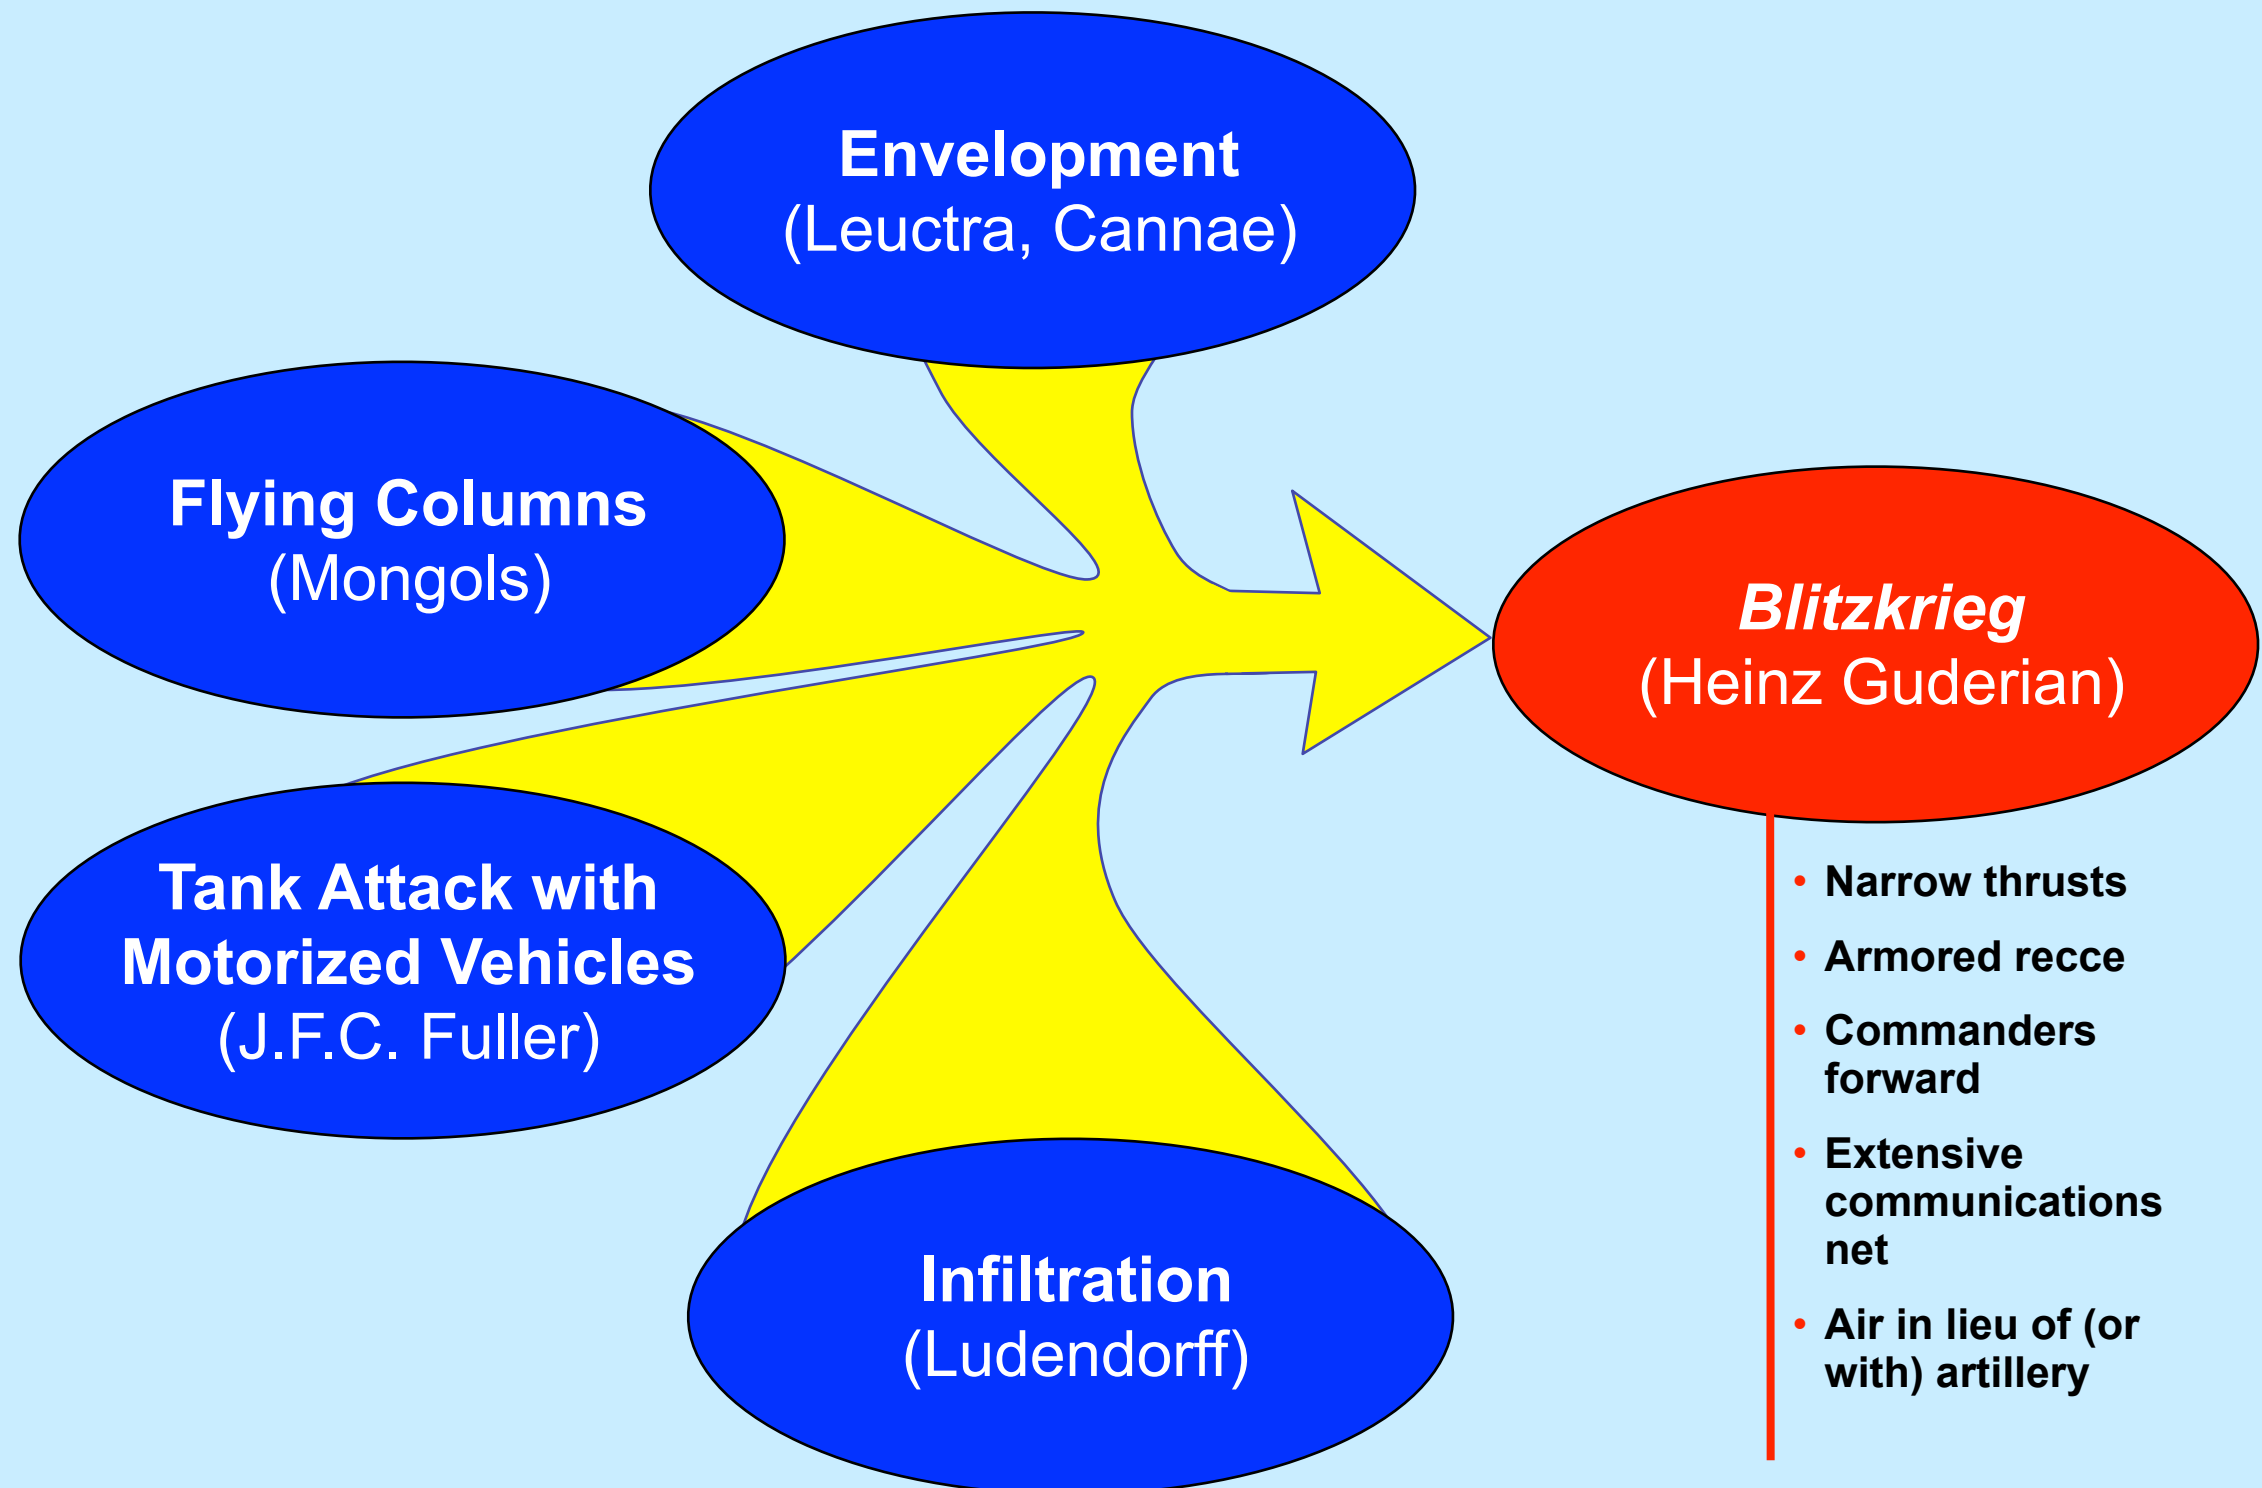 Envelopment
(Leuctra, Cannae)
Flying Columns
(Mongols)
Tank Attack with
Motorized Vehicles
(J.F.C. Fuller)
Infiltration
(Ludendorff)
Blitzkrieg
(Heinz Guderian)
• Narrow thrusts
• Armored recce
• Commanders
forward
• Extensive
communications
net
• Air in lieu of (or
with) artillery